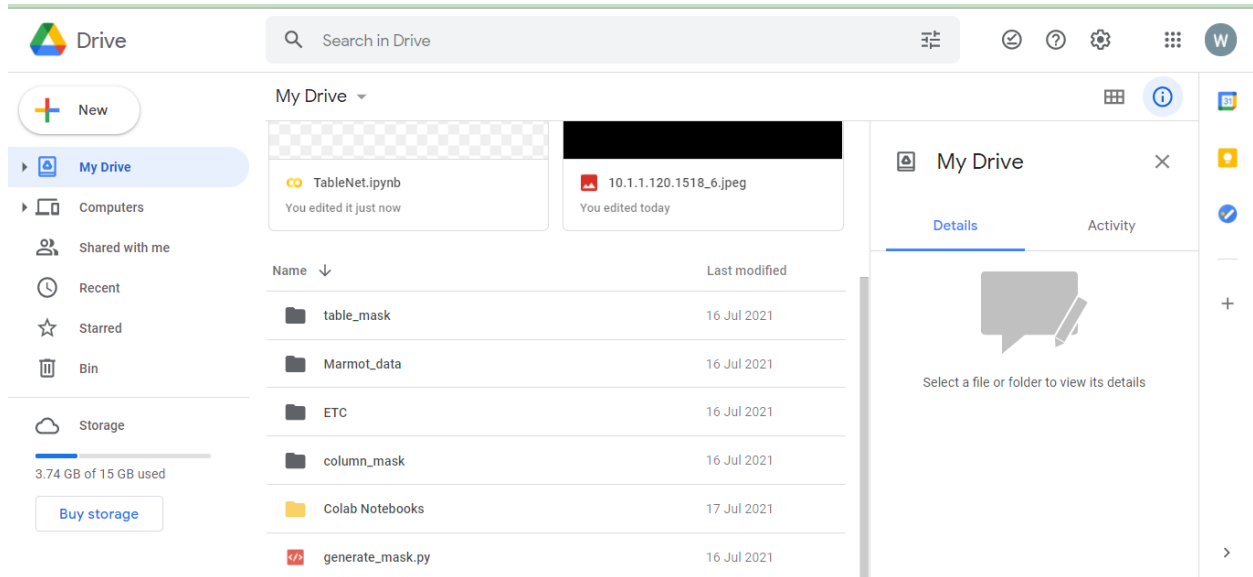 Drive
Search in Drive
W
New
My Drive
Computers
Shared with me
Recent
Starred
Bin
Storage
3.74 GB of 15 GB used
Buy storage
My Drive
TableNet.ipynb
You edited it just now
10.1.1.120.1518_6.jpeg
You edited today
Name Last modified
table_mask 16 Jul 2021
Marmot_data 16 Jul 2021
ETC 16 Jul 2021
column_mask 16 Jul 2021
Colab Notebooks 17 Jul 2021
generate_mask.py 16 Jul 2021
My Drive
Details Activity
Select a file or folder to view its details
31